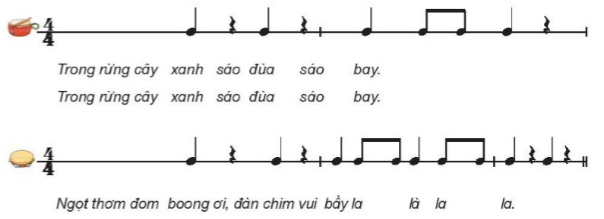 4
4
Trong rừng cây xanh sáo đùa sáo bay.
Trong rừng cây xanh sáo đùa sáo bay.
4
4
Ngọt thơm đom boong ơi, đàn chim vui bầy la là la la.